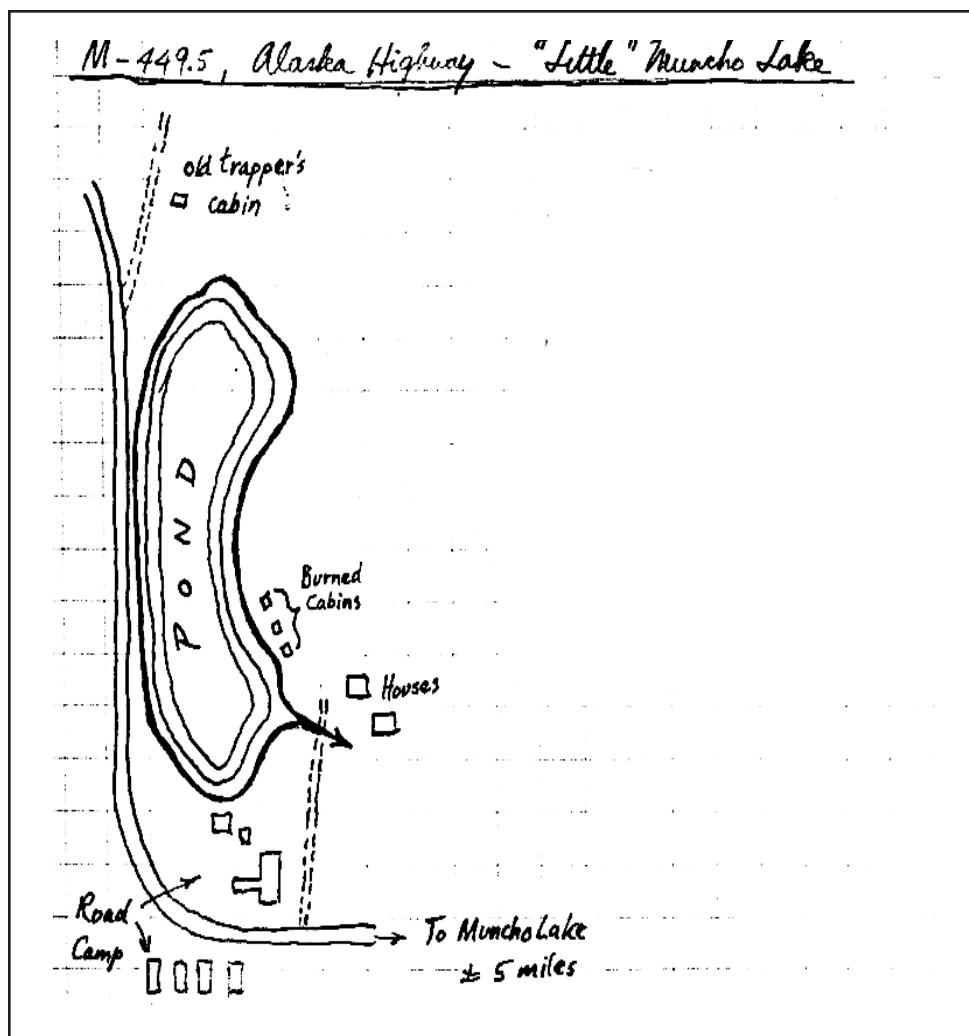 M-449.5, Alaska Highway - "Little" Muncho Lake
old trapper's
cabin
POND
Burned
Cabins
Houses
Road
Camp
To Muncho Lake
± 5 miles